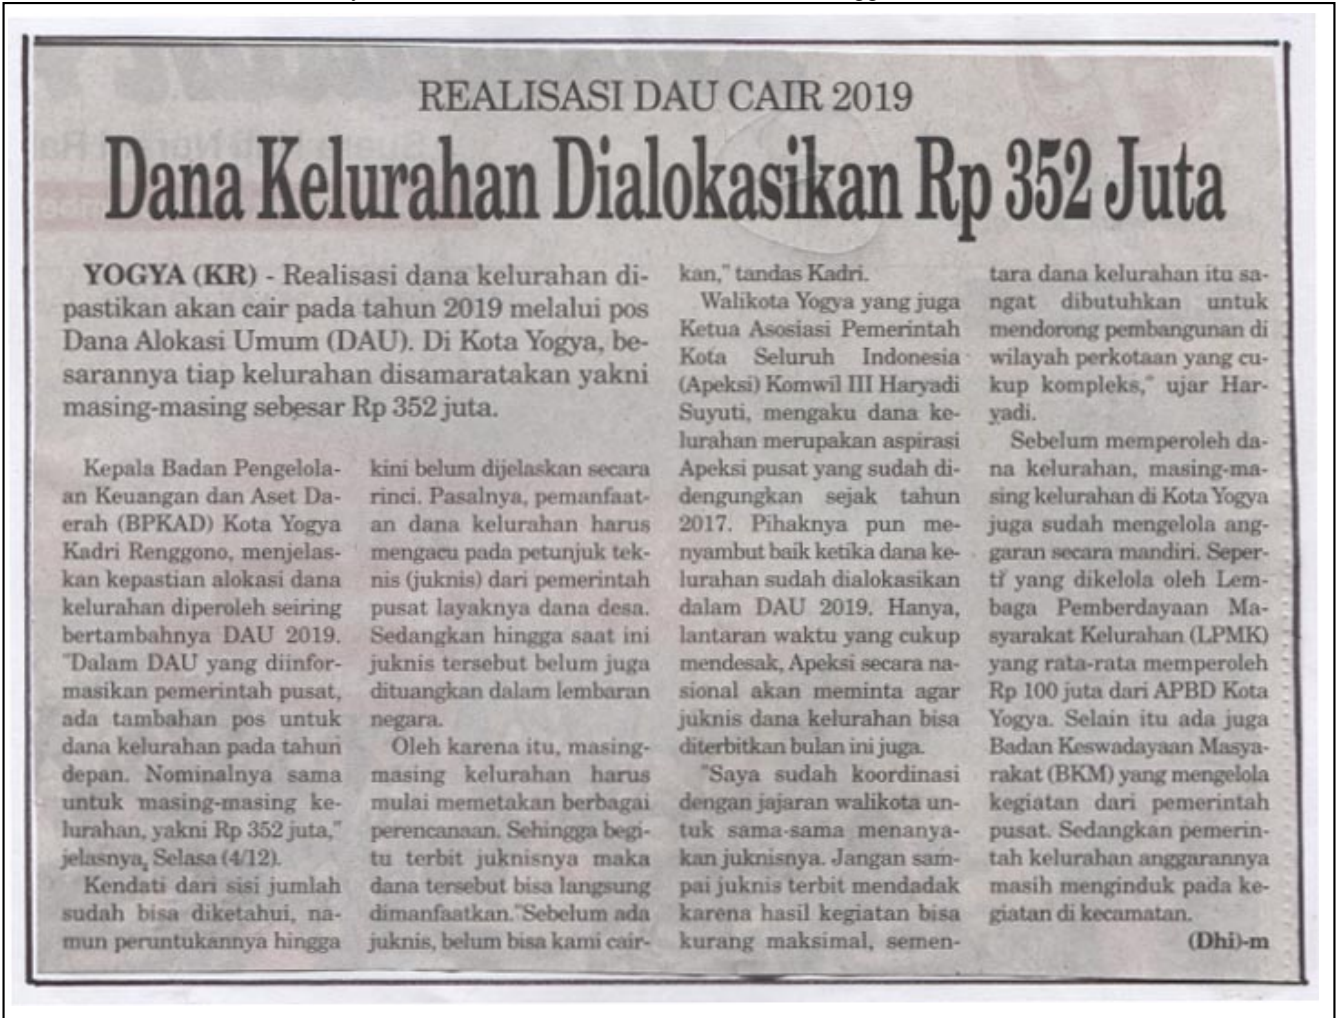 REALISASI DAU CAIR 2019
Dana Kelurahan Dialokasikan Rp 352 Juta
YOGYA (KR) - Realisasi dana kelurahan di-
pastikan akan cair pada tahun 2019 melalui pos
Dana Alokasi Umum (DAU). Di Kota Yogya, be-
sarannya tiap kelurahan disamaratakan yakni
masing-masing sebesar Rp 352 juta.
Kepala Badan Pengelola-
an Keuangan dan Aset Da-
erah (BPKAD) Kota Yogya
Kadri Renggono, menjelas-
kan kepastian alokasi dana
kelurahan diperoleh seiring
bertambahnya DAU 2019.
"Dalam DAU yang diinfor-
masikan pemerintah pusat,
ada tambahan pos untuk
dana kelurahan pada tahun
depan. Nominalnya sama
untuk masing-masing ke-
lurahan, yakni Rp 352 juta,"
jelasnya, Selasa (4/12).
Kendati dari sisi jumlah
sudah bisa diketahui, na-
mun peruntukannya hingga
kini belum dijelaskan secara
rinci. Pasalnya, pemanfaat-
an dana kelurahan harus
mengacu pada petunjuk tek-
nis (juknis) dari pemerintah
pusat layaknya dana desa.
Sedangkan hingga saat ini
juknis tersebut belum juga
dituangkan dalam lembaran
negara.
Oleh karena itu, masing-
masing kelurahan harus
mulai memetakan berbagai
perencanaan. Sehingga begi-
tu terbit juknisnya maka
dana tersebut bisa langsung
dimanfaatkan."Sebelum ada
juknis, belum bisa kami cair-
kan," tandas Kadri.
Walikota Yogya yang juga
Ketua Asosiasi Pemerintah
Kota Seluruh Indonesia
(Apeksi) Komwil III Haryadi
Suyuti, mengaku dana ke-
lurahan merupakan aspirasi
Apeksi pusat yang sudah di-
dengungkan sejak tahun
2017. Pihaknya pun me-
nyambut baik ketika dana ke-
lurahan sudah dialokasikan
dalam DAU 2019. Hanya,
lantaran waktu yang cukup
mendesak, Apeksi secara na-
sional akan meminta agar
juknis dana kelurahan bisa
diterbitkan bulan ini juga.
"Saya sudah koordinasi
dengan jajaran walikota un-
tuk sama-sama menanya-
kan juknisnya. Jangan sam-
pai juknis terbit mendadak
karena hasil kegiatan bisa
kurang maksimal, semen-
tara dana kelurahan itu sa-
ngat dibutuhkan untuk
mendorong pembangunan di
wilayah perkotaan yang cu-
kup kompleks," ujar Har-
yadi.
Sebelum memperoleh da-
na kelurahan, masing-ma-
sing kelurahan di Kota Yogya
juga sudah mengelola ang-
garan secara mandiri. Seper-
ti yang dikelola oleh Lem-
baga Pemberdayaan Ma-
syarakat Kelurahan (LPMK)
yang rata-rata memperoleh
Rp 100 juta dari APBD Kota
Yogya. Selain itu ada juga
Badan Keswadayaan Masya-
rakat (BKM) yang mengelola
kegiatan dari pemerintah
pusat. Sedangkan pemerin-
tah kelurahan anggarannya
masih menginduk pada ke-
giatan di kecamatan.
(Dhi)-m